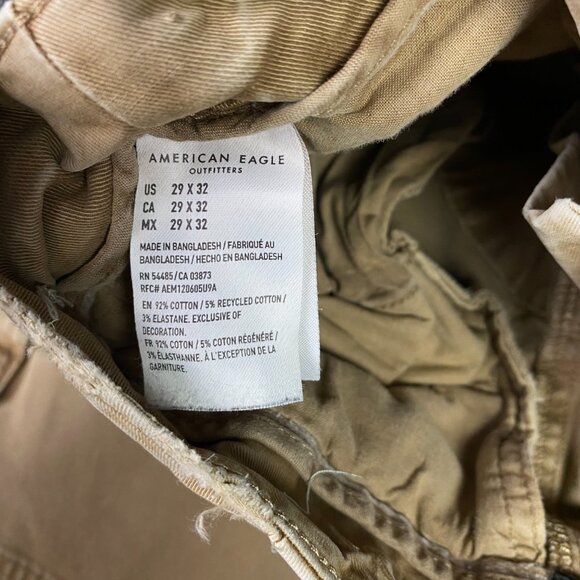 AMERICAN EAGLE
OUTFITTERS
US 29 X 32
CA 29 X 32
MX 29 X 32
MADE IN BANGLADESH / FABRIQUÉ AU
BANGLADESH / HECHO EN BANGLADESH
RN 54485/CA 03873
RFC# AEM120605U9A
EN 92% COTTON / 5% RECYCLED COTTON /
3% ELASTANE. EXCLUSIVE OF
DECORATION.
FR 92% COTON / 5% COTON RÉGÉNÉRÉ /
3% ÉLASTHANNE. À L'EXCEPTION DE LA
GARNITURE.